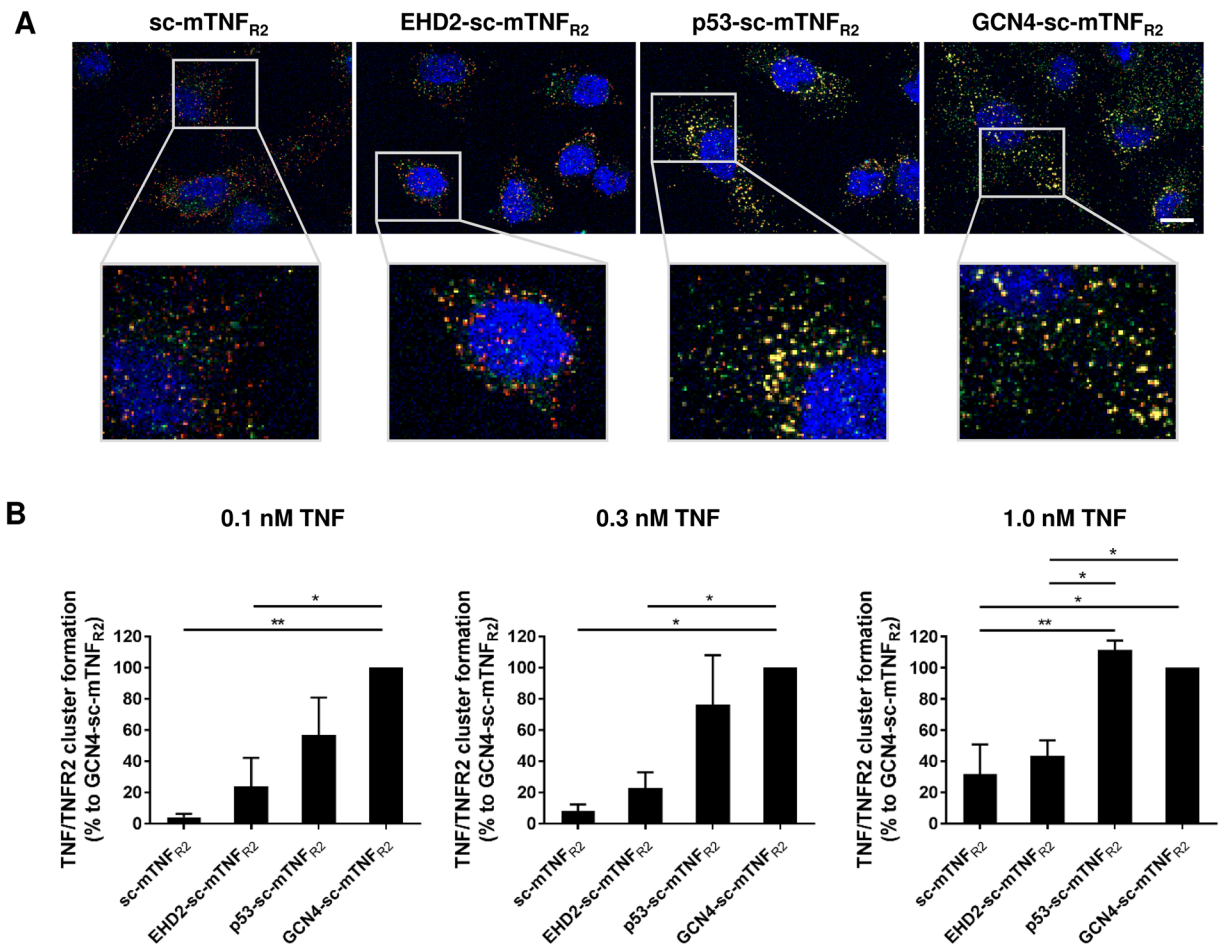 A
sc-mTNFR2 EHD2-sc-mTNFR2 p53-sc-mTNFR2 GCN4-sc-mTNFR2
B
0.1 nM TNF
TNF/TNFR2 cluster formation
(% to GCN4-sc-mTNFR2)
*
**
120
100
80
60
40
20
0
sc-mTNFR2
EHD2-sc-mTNFR2
p53-sc-mTNFR2
GCN4-sc-mTNFR2
0.3 nM TNF
TNF/TNFR2 cluster formation
(% to GCN4-sc-mTNFR2)
*
*
120
100
80
60
40
20
0
sc-mTNFR2
EHD2-sc-mTNFR2
p53-sc-mTNFR2
GCN4-sc-mTNFR2
1.0 nM TNF
TNF/TNFR2 cluster formation
(% to GCN4-sc-mTNFR2)
*
*
*
**
120
100
80
60
40
20
0
sc-mTNFR2
EHD2-sc-mTNFR2
p53-sc-mTNFR2
GCN4-sc-mTNFR2